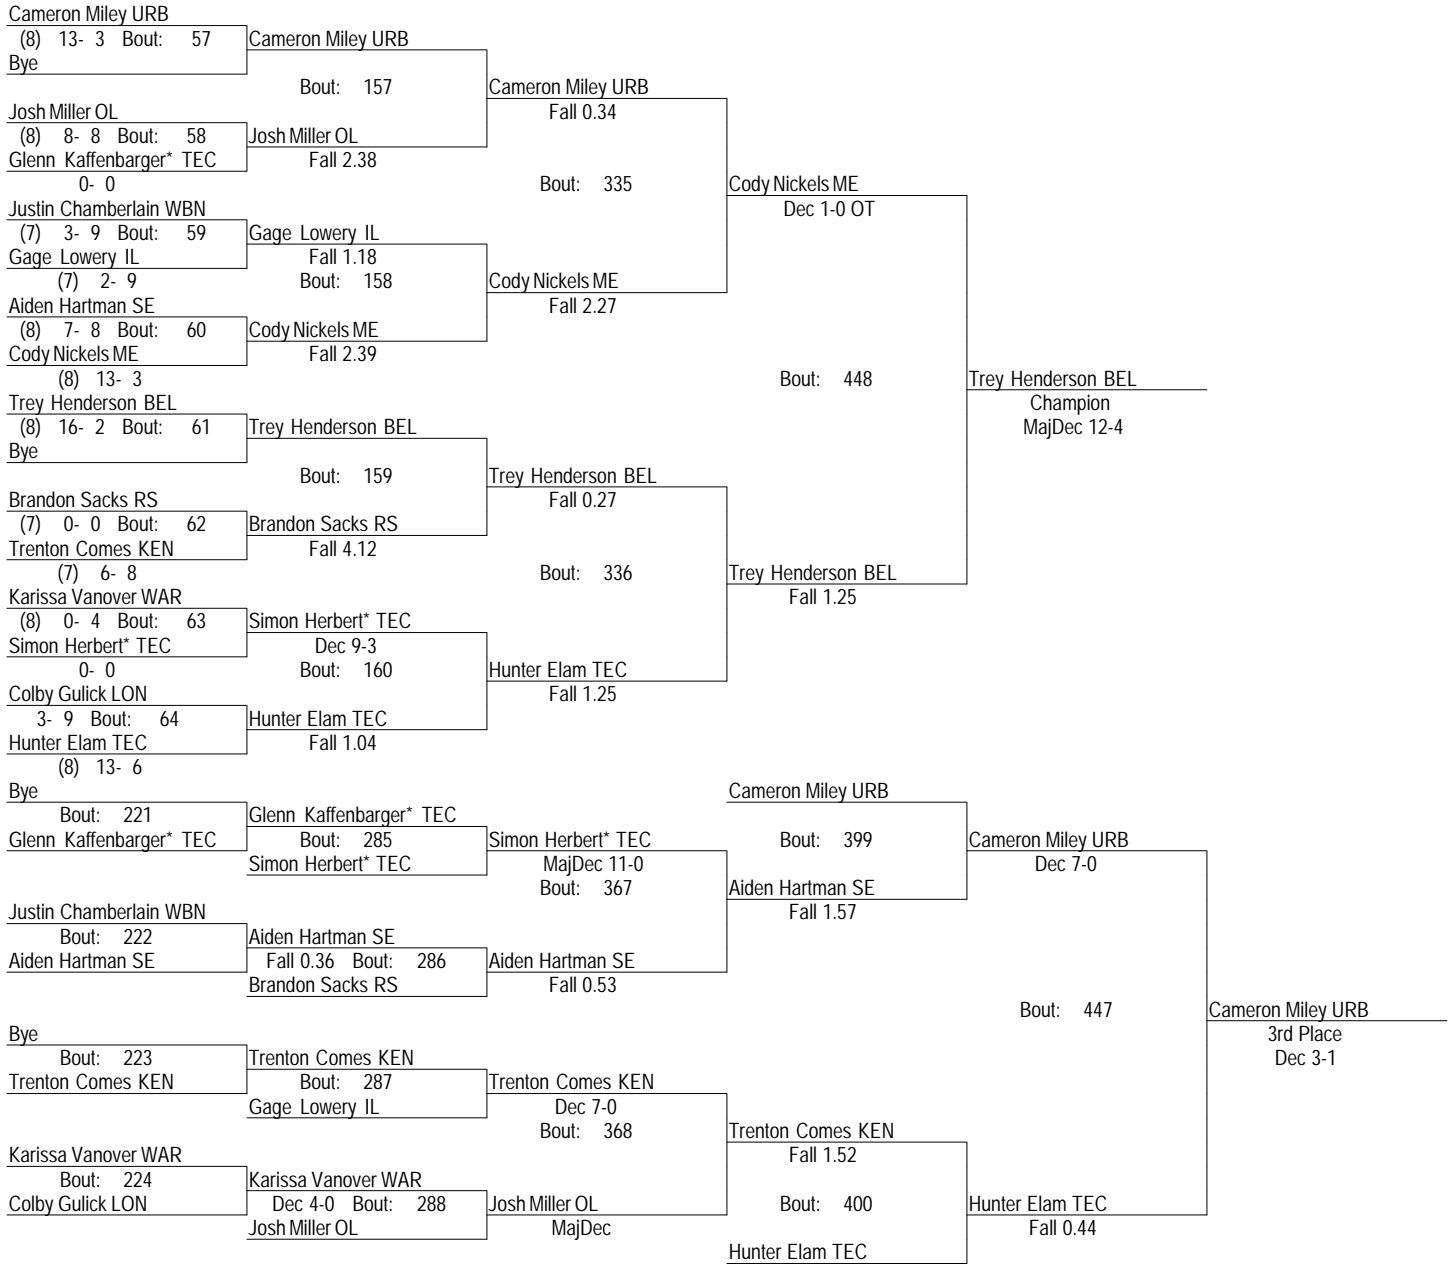 Cameron Miley URB
(8) 13- 3 Bout: 57
Bye
Cameron Miley URB
Bout: 157
Josh Miller OL
(8) 8- 8 Bout: 58
Glenn Kaffenbarger* TEC
0- 0
Josh Miller OL
Fall 2.38
Cameron Miley URB
Fall 0.34
Bout: 335
Justin Chamberlain WBN
(7) 3- 9 Bout: 59
Gage Lowery IL
(7) 2- 9
Gage Lowery IL
Fall 1.18
Bout: 158
Aiden Hartman SE
(8) 7- 8 Bout: 60
Cody Nickels ME
(8) 13- 3
Cody Nickels ME
Fall 2.39
Cody Nickels ME
Fall 2.27
Cody Nickels ME
Dec 1-0 OT
Bout: 448
Trey Henderson BEL
(8) 16- 2 Bout: 61
Bye
Trey Henderson BEL
Bout: 159
Brandon Sacks RS
(7) 0- 0 Bout: 62
Trenton Comes KEN
(7) 6- 8
Brandon Sacks RS
Fall 4.12
Trey Henderson BEL
Fall 0.27
Bout: 336
Karissa Vanover WAR
(8) 0- 4 Bout: 63
Simon Herbert* TEC
0- 0
Simon Herbert* TEC
Dec 9-3
Bout: 160
Colby Gulick LON
3- 9 Bout: 64
Hunter Elam TEC
(8) 13- 6
Hunter Elam TEC
Fall 1.04
Hunter Elam TEC
Fall 1.25
Trey Henderson BEL
Fall 1.25
Trey Henderson BEL
Champion
MajDec 12-4
Bye
Bout: 221
Glenn Kaffenbarger* TEC
Glenn Kaffenbarger* TEC
Bout: 285
Simon Herbert* TEC
Simon Herbert* TEC
MajDec 11-0
Bout: 367
Justin Chamberlain WBN
Bout: 222
Aiden Hartman SE
Aiden Hartman SE
Fall 0.36 Bout: 286
Brandon Sacks RS
Aiden Hartman SE
Fall 0.53
Cameron Miley URB
Bout: 399
Aiden Hartman SE
Fall 1.57
Cameron Miley URB
Dec 7-0
Bout: 447
Bye
Bout: 223
Trenton Comes KEN
Trenton Comes KEN
Bout: 287
Gage Lowery IL
Trenton Comes KEN
Dec 7-0
Bout: 368
Karissa Vanover WAR
Bout: 224
Colby Gulick LON
Karissa Vanover WAR
Dec 4-0 Bout: 288
Josh Miller OL
Josh Miller OL
MajDec
Trenton Comes KEN
Fall 1.52
Bout: 400
Hunter Elam TEC
Hunter Elam TEC
Fall 0.44
Cameron Miley URB
3rd Place
Dec 3-1